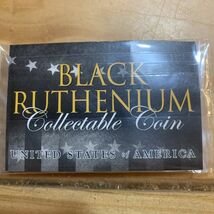 BLACK
RUTHENIUM
Collectable Coin
UNITED STATES of AMERICA